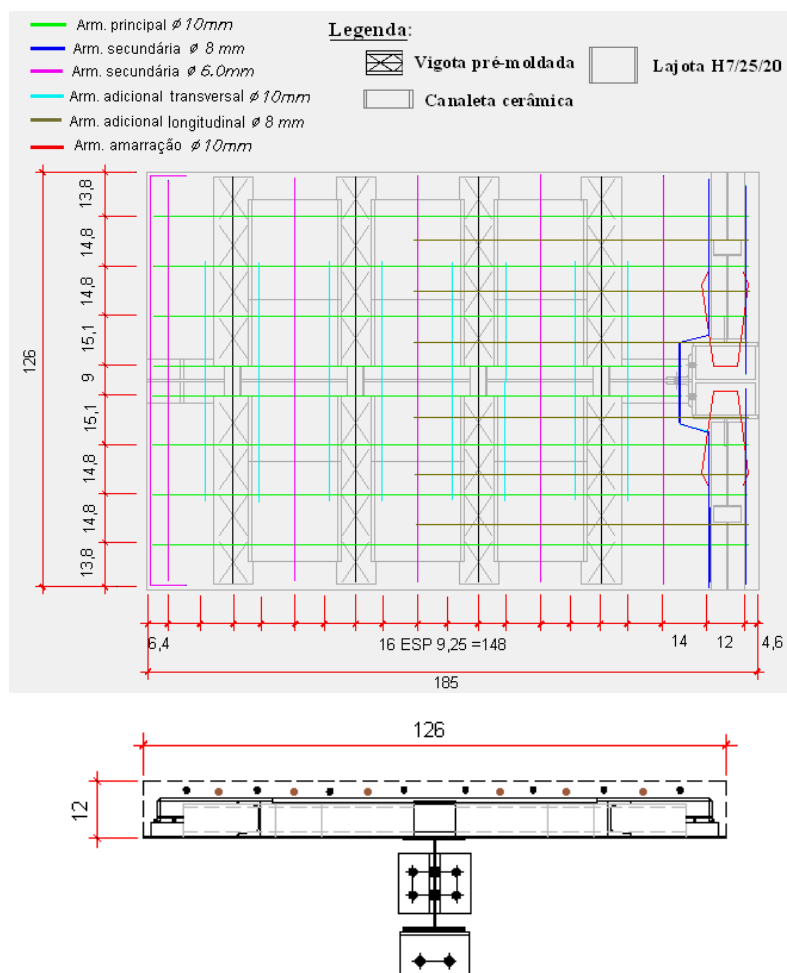 Arm. principal ø 10mm
Arm. secundária ø 8 mm
Arm. secundária ø 6.0mm
Arm. adicional transversal ø 10mm
Arm. adicional longitudinal ø 8 mm
Arm. amarração ø 10mm
Legenda:
Vigota pré-moldada
Lajota H7/25/20
Canaleta cerâmica
126
13,8
14,8
14,8
15,1
9
15,1
14,8
14,8
13,8
6,4
16 ESP 9,25 =148
14
12
4,6
185
126
12